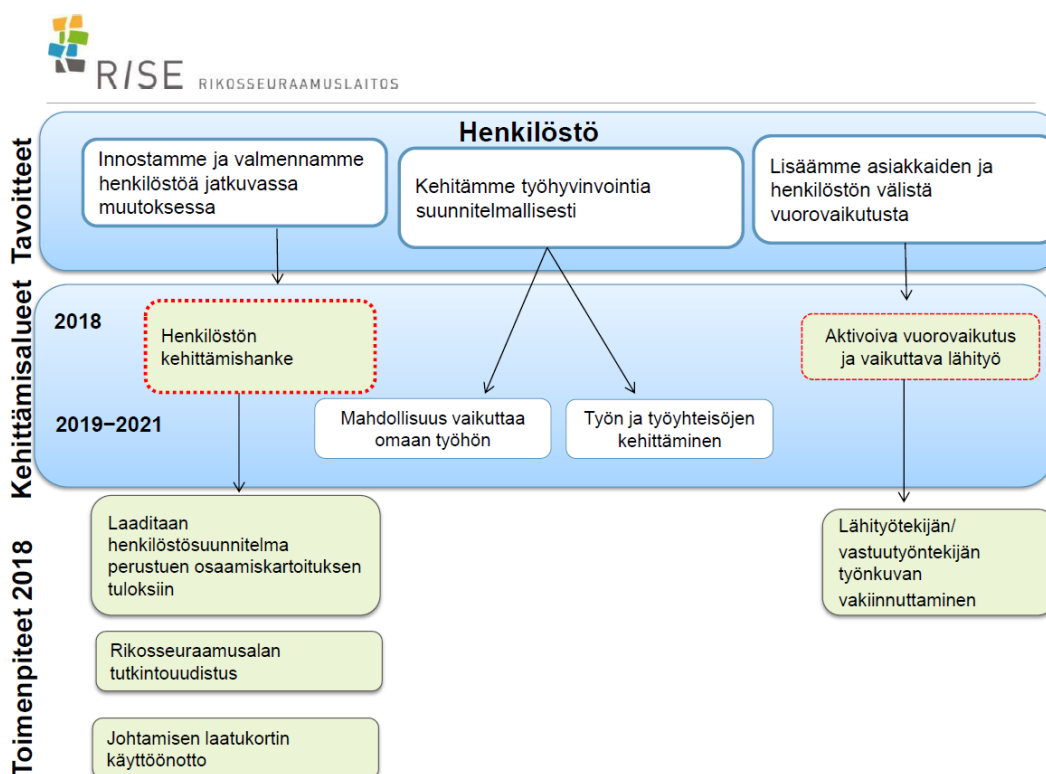 RISE RIKOSSEURAAMUSLAITOS
Henkilöstö
Tavoitteet
Innostamme ja valmennamme
henkilöstöä jatkuvassa
muutoksessa
Kehitämme työhyvinvointia
suunnitelmallisesti
Lisäämme asiakkaiden ja
henkilöstön välistä
vuorovaikutusta
Kehittämisalueet
2018
Henkilöstön
kehittämishanke
Aktivoiva vuorovaikutus
ja vaikuttava lähityö
2019–2021
Mahdollisuus vaikuttaa
omaan työhön
Työn ja työyhteisöjen
kehittäminen
Toimenpiteet 2018
Laaditaan
henkilöstösuunnitelma
perustuen osaamiskartoituksen
tuloksiin
Lähityötekijän/
vastuutyöntekijän
työnkuvan
vakiinnuttaminen
Rikosseuraamusalan
tutkintouudistus
Johtamisen laatukortin
käyttöönotto